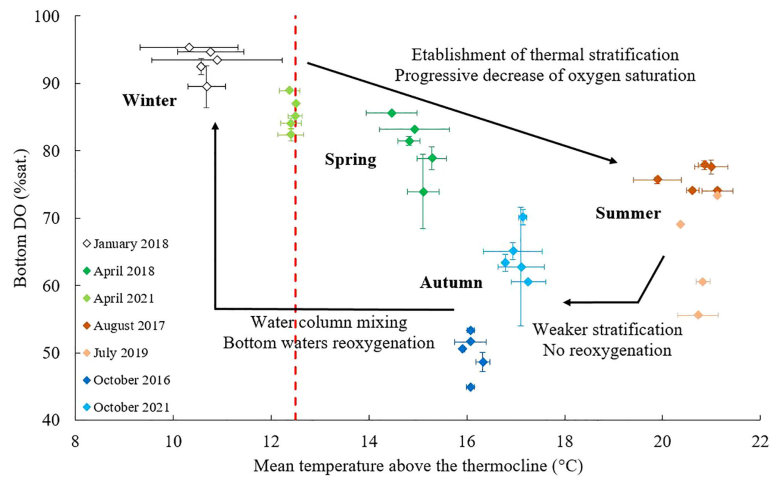 100
90
80
70
60
50
40
Bottom DO (%sat.)
8
10
12
14
16
18
20
22
Mean temperature above the thermocline (°C)
Etablishment of thermal stratification
Progressive decrease of oxygen saturation
Winter
Spring
Summer
Autumn
Weaker stratification
No reoxygenation
Water column mixing
Bottom waters reoxygenation
January 2018
April 2018
April 2021
August 2017
July 2019
October 2016
October 2021